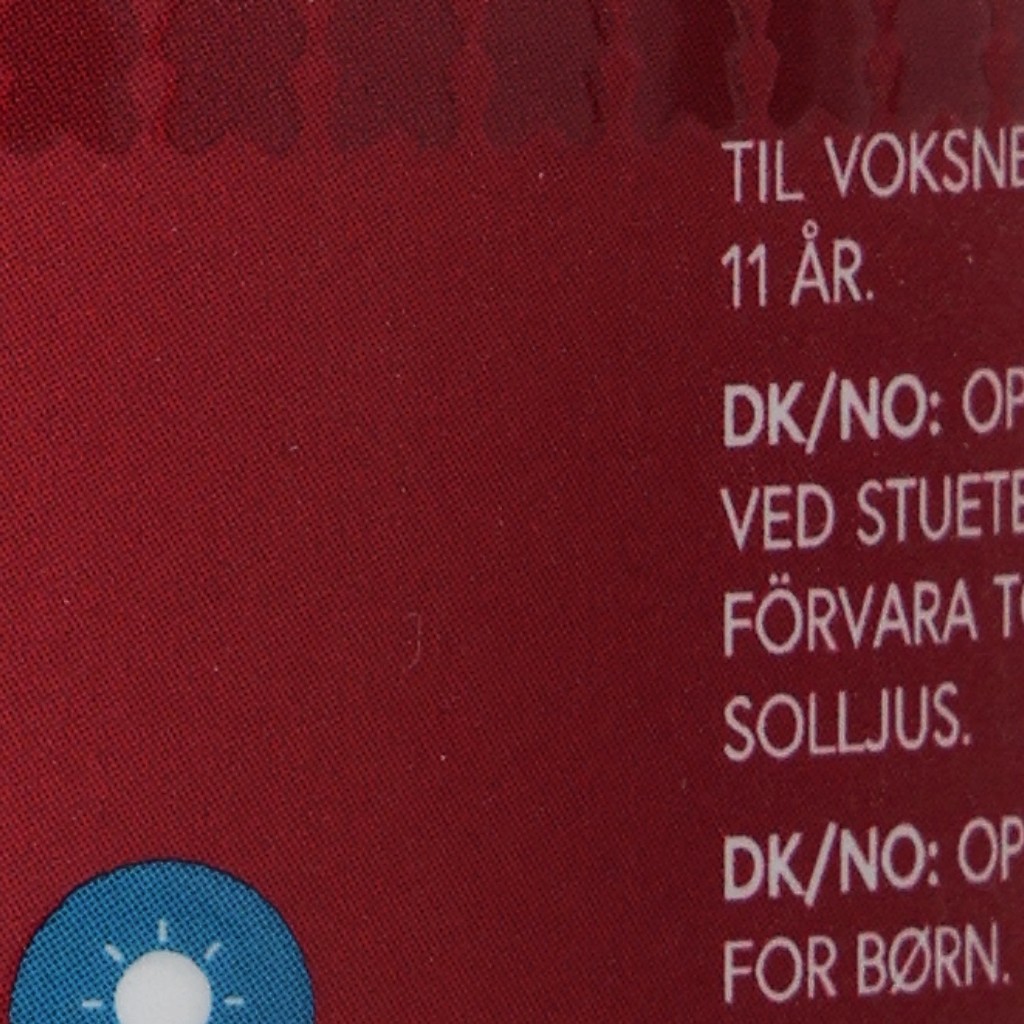 TIL VOKSNE
11 ÅR.
DK/NO: OP
VED STUETE
FÖRVARA
SOLLJUS.
DK/NO: OP
FOR BØRN.